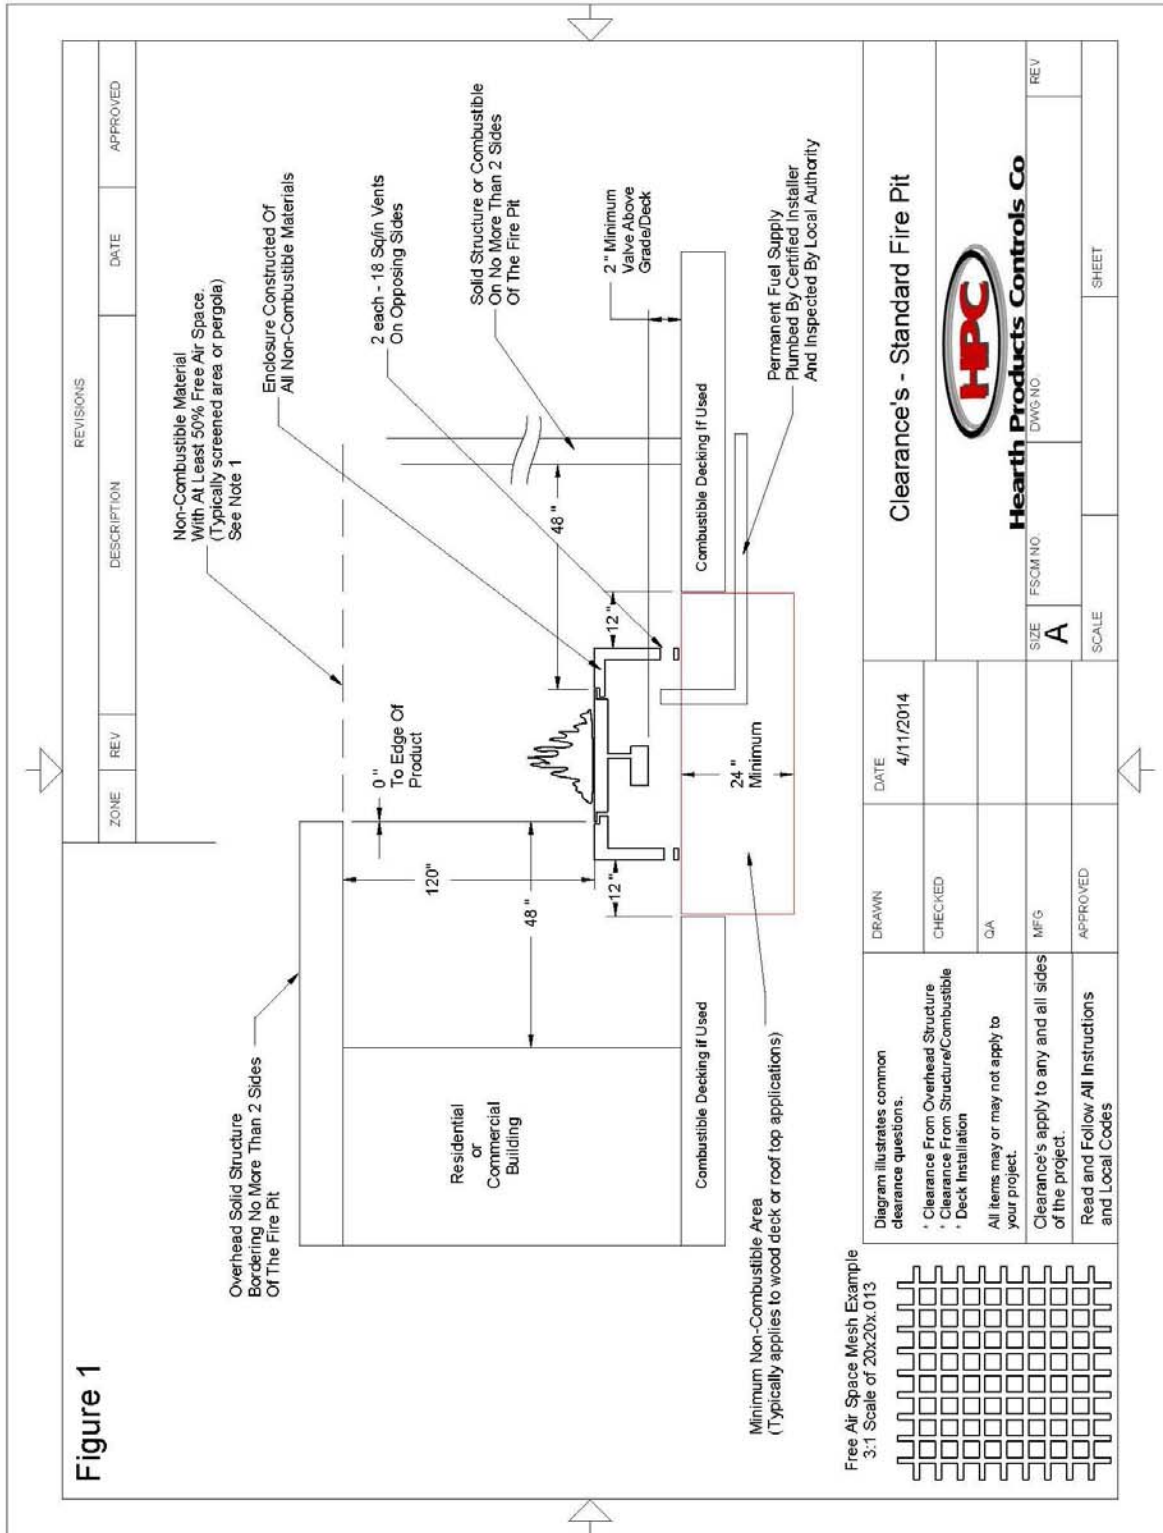 Figure 1
REVISIONS
ZONE
REV
DESCRIPTION
DATE
APPROVED
Overhead Solid Structure
Bordering No More Than 2 Sides
Of The Fire Pit
Non-Combustible Material
With At Least 50% Free Air Space.
(Typically screened area or pergola)
See Note 1
Enclosure Constructed Of
All Non-Combustible Materials
2 each - 18 Sq/in Vents
On Opposing Sides
Solid Structure or Combustible
On No More Than 2 Sides
Of The Fire Pit
0"
To Edge Of
Product
120"
48"
48"
12"
12"
2" Minimum
Valve Above
Grade/Deck
Residential
or
Commercial
Building
Combustible Decking if Used
Combustible Decking If Used
24"
Minimum
Permanent Fuel Supply
Plumbed By Certified Installer
And Inspected By Local Authority
Minimum Non-Combustible Area
(Typically applies to wood deck or roof top applications)
Free Air Space Mesh Example
3:1 Scale of 20x20x.013
Diagram illustrates common
clearance questions.
* Clearance From Overhead Structure
* Clearance From Structure/Combustible
* Deck Installation
All items may or may not apply to
your project.
Clearance's apply to any and all sides
of the project.
Read and Follow All Instructions
and Local Codes
DRAWN
CHECKED
QA
MFG
APPROVED
DATE
4/11/2014
Clearance's - Standard Fire Pit
HPC
Hearth Products Controls Co
SIZE
A
FSCM NO.
DWG NO.
REV
SCALE
SHEET